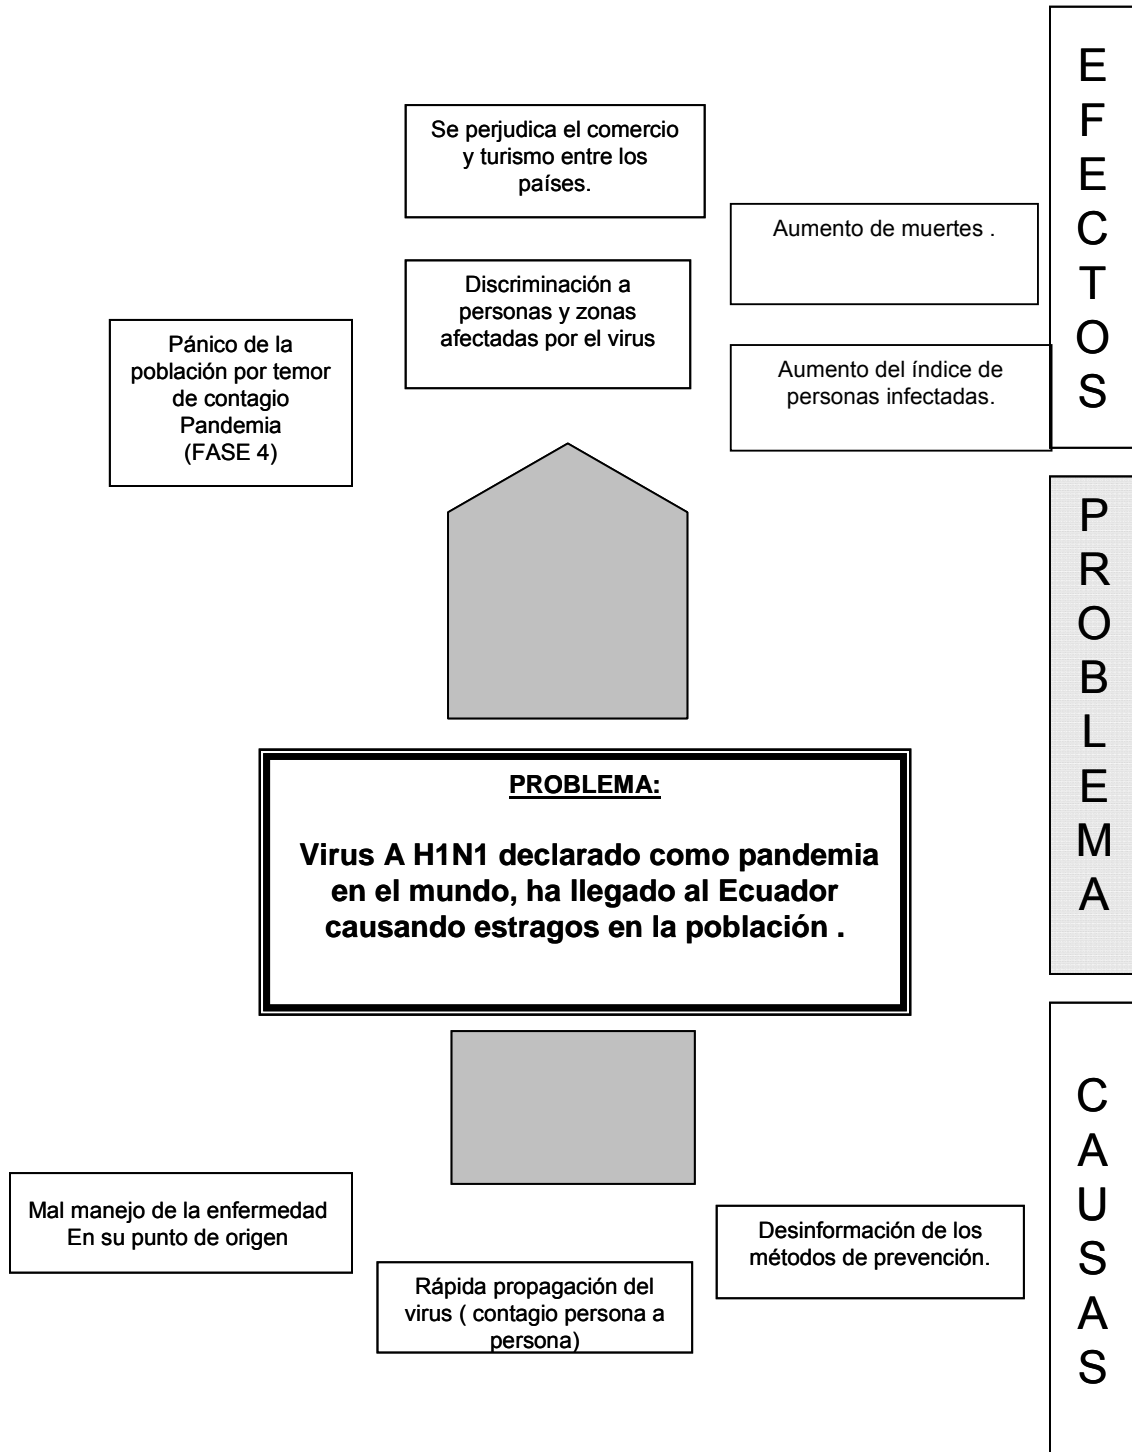 EFECTOS
Se perjudica el comercio
y turismo entre los
países.
Aumento de muertes .
Discriminación a
personas y zonas
afectadas por el virus
Pánico de la
población por temor
de contagio
Pandemia
(FASE 4)
Aumento del índice de
personas infectadas.
PROBLEMA
PROBLEMA:
Virus A H1N1 declarado como pandemia
en el mundo, ha llegado al Ecuador
causando estragos en la población .
CAUSAS
Mal manejo de la enfermedad
En su punto de origen
Rápida propagación del
virus ( contagio persona a
persona)
Desinformación de los
métodos de prevención.